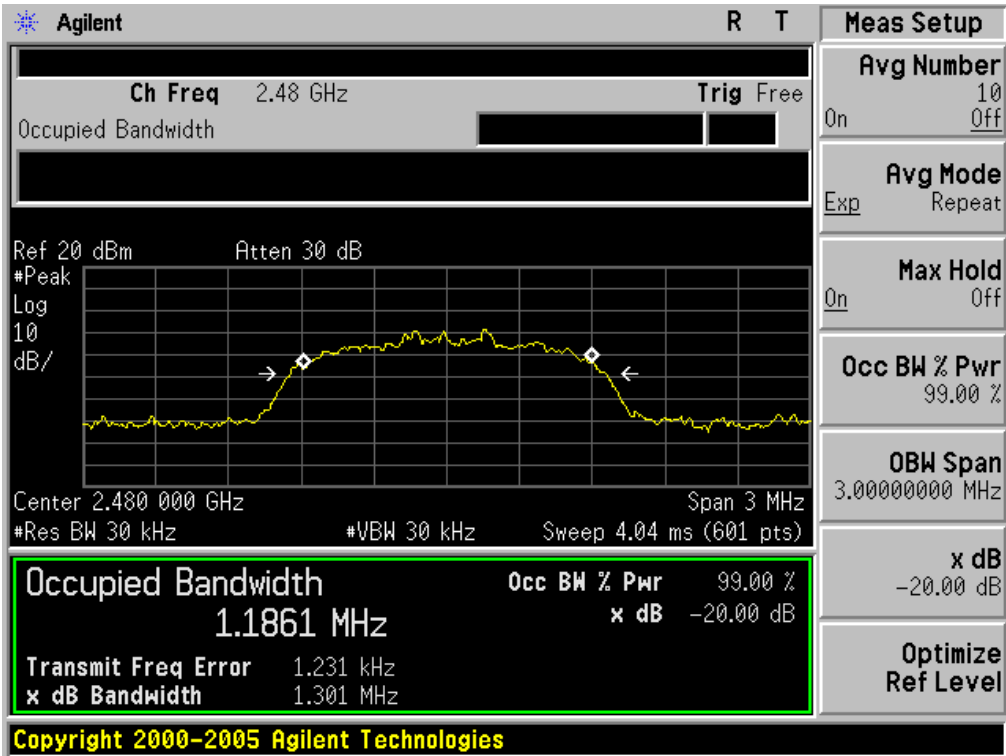 Agilent R T
Ch Freq 2.48 GHz Trig Free
Occupied Bandwidth
Ref 20 dBm Atten 30 dB
#Peak
Log
10
dB/
Center 2.480 000 GHz Span 3 MHz
#Res BW 30 kHz #VBW 30 kHz Sweep 4.04 ms (601 pts)
Occupied Bandwidth Occ BW % Pwr 99.00 %
1.1861 MHz x dB -20.00 dB
Transmit Freq Error 1.231 kHz
x dB Bandwidth 1.301 MHz
Copyright 2000-2005 Agilent Technologies
Meas Setup
Avg Number
10
On Off
Avg Mode
Exp Repeat
Max Hold
On Off
Occ BW % Pwr
99.00 %
OBW Span
3.00000000 MHz
x dB
-20.00 dB
Optimize
Ref Level